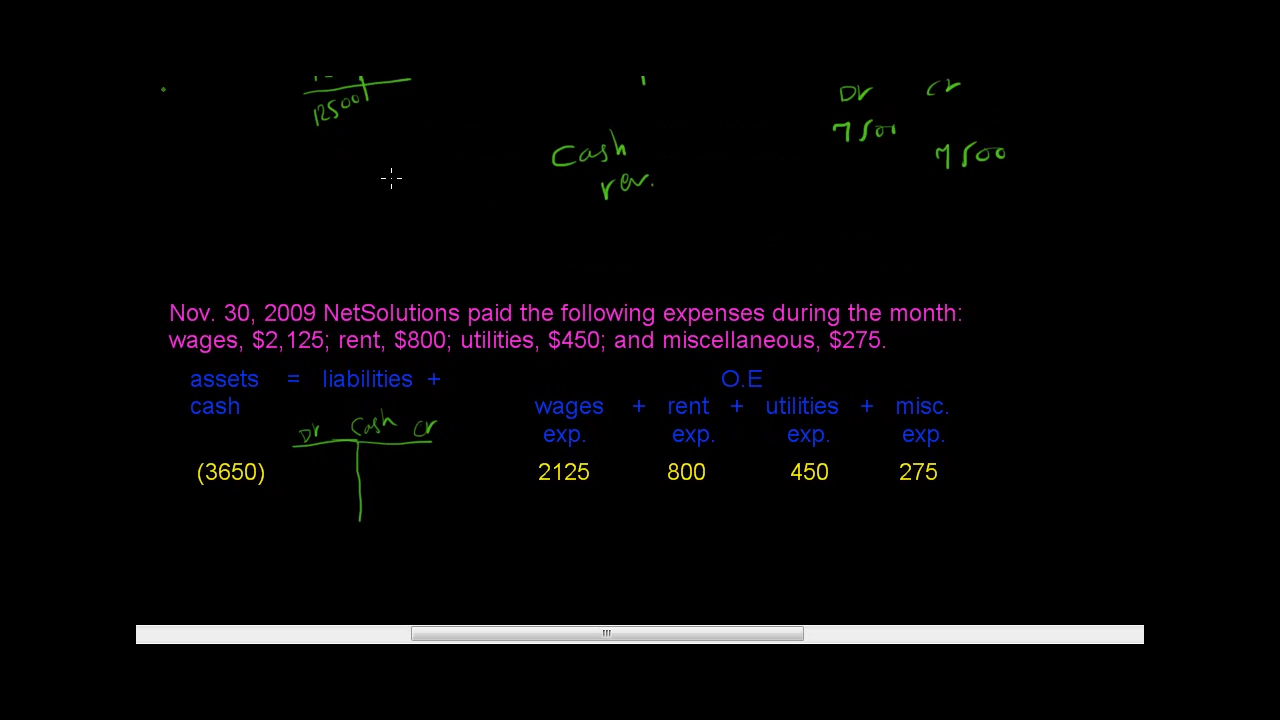 12500
Dr Cr
7500
Cash
7500
rev.
Nov. 30, 2009 NetSolutions paid the following expenses during the month:
wages, $2,125; rent, $800; utilities, $450; and miscellaneous, $275.
assets = liabilities + O.E
cash wages + rent + utilities + misc.
Dr Cash Cr
exp. exp. exp. exp.
(3650) 2125 800 450 275